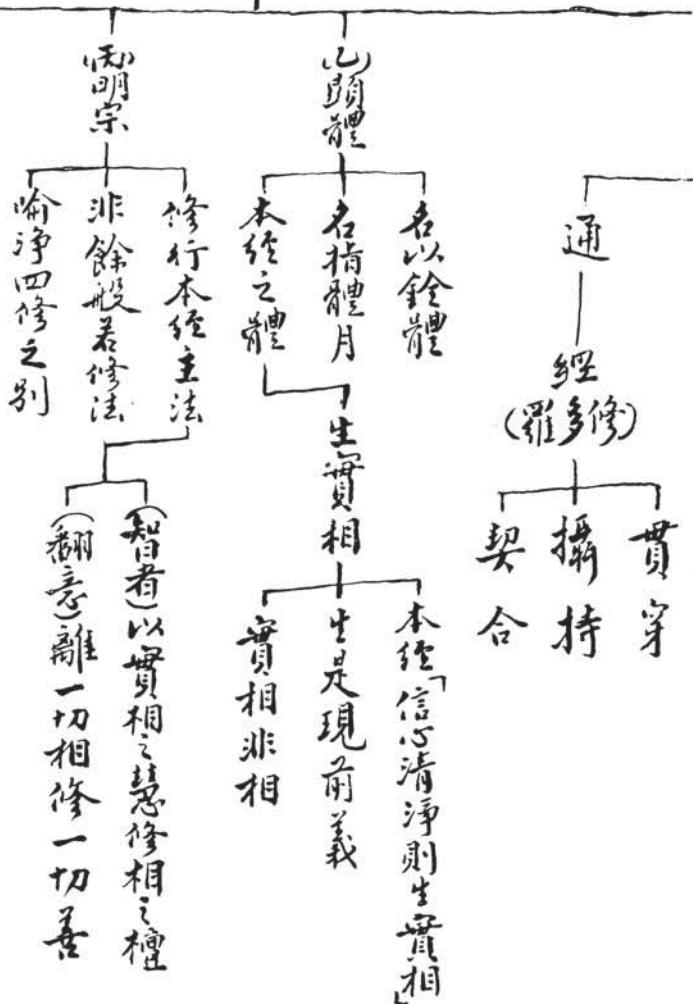 通
經
(羅多修)
貫穿
攝持
契合
(乙)顯體
名以詮體
名指體月
本經之體
生實相
本經「信心清淨則生實相」
生是現前義
實相非相
(丙)明宗
修行本經主法
(智者)以實相之慧修相之檀
(翻意)離一切相修一切善
非餘般若修法
喻淨四修之別